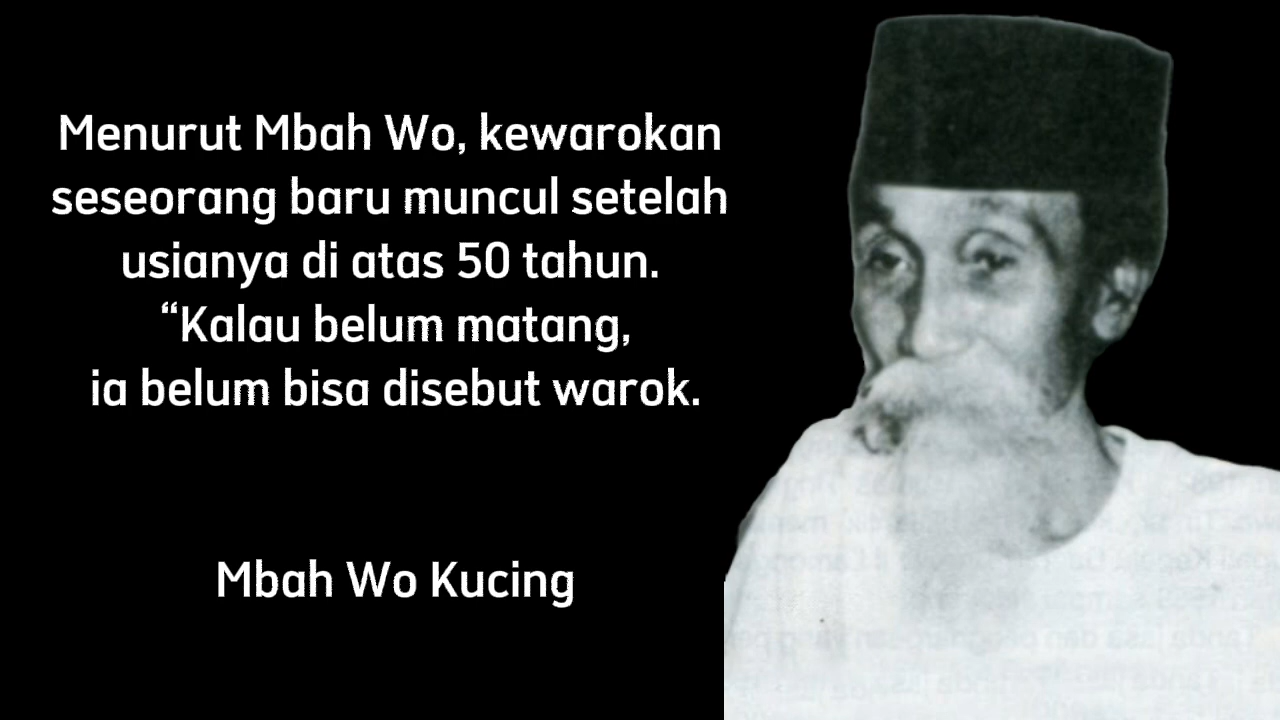 Menurut Mbah Wo, kewarokan
seseorang baru muncul setelah
usianya di atas 50 tahun.
“Kalau belum matang,
ia belum bisa disebut warok.
Mbah Wo Kucing